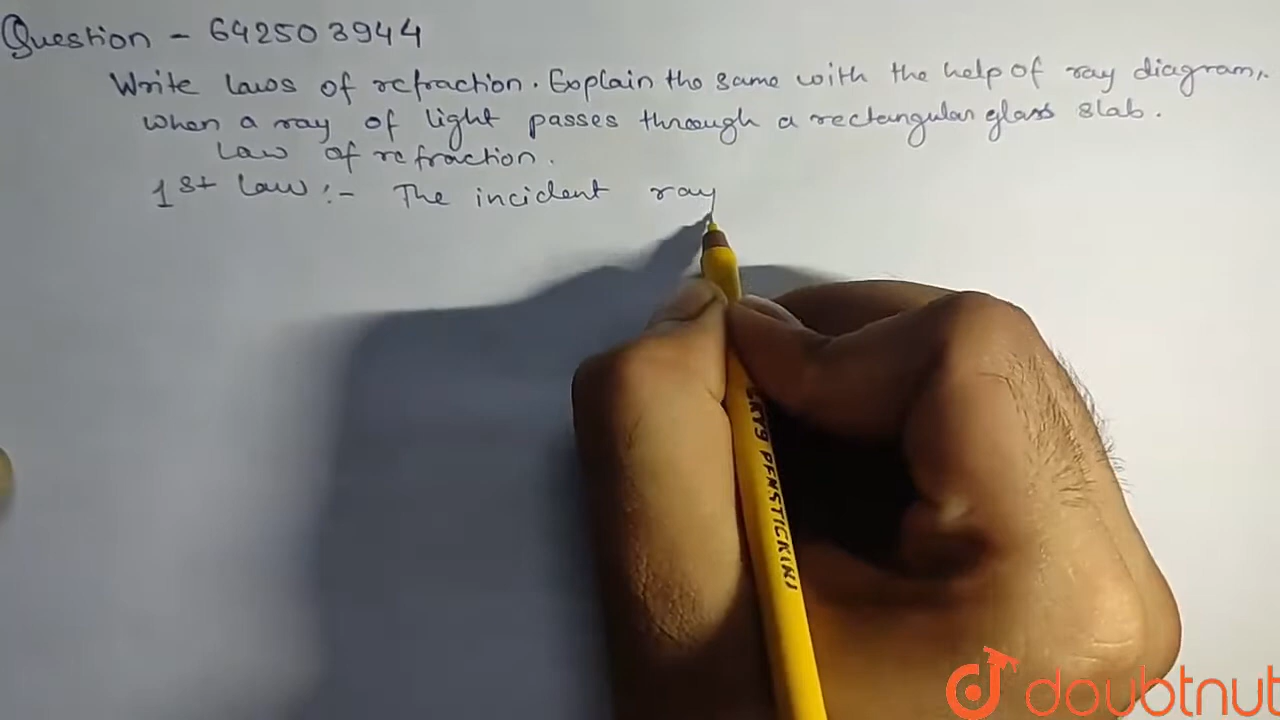 Question - 642503944
Write laws of refraction. Explain the same with the help of ray diagram,
when a ray of light passes through a rectangular glass slab.
Law of refraction.
1st Law :- The incident ray
PENSTICK
doubtnut